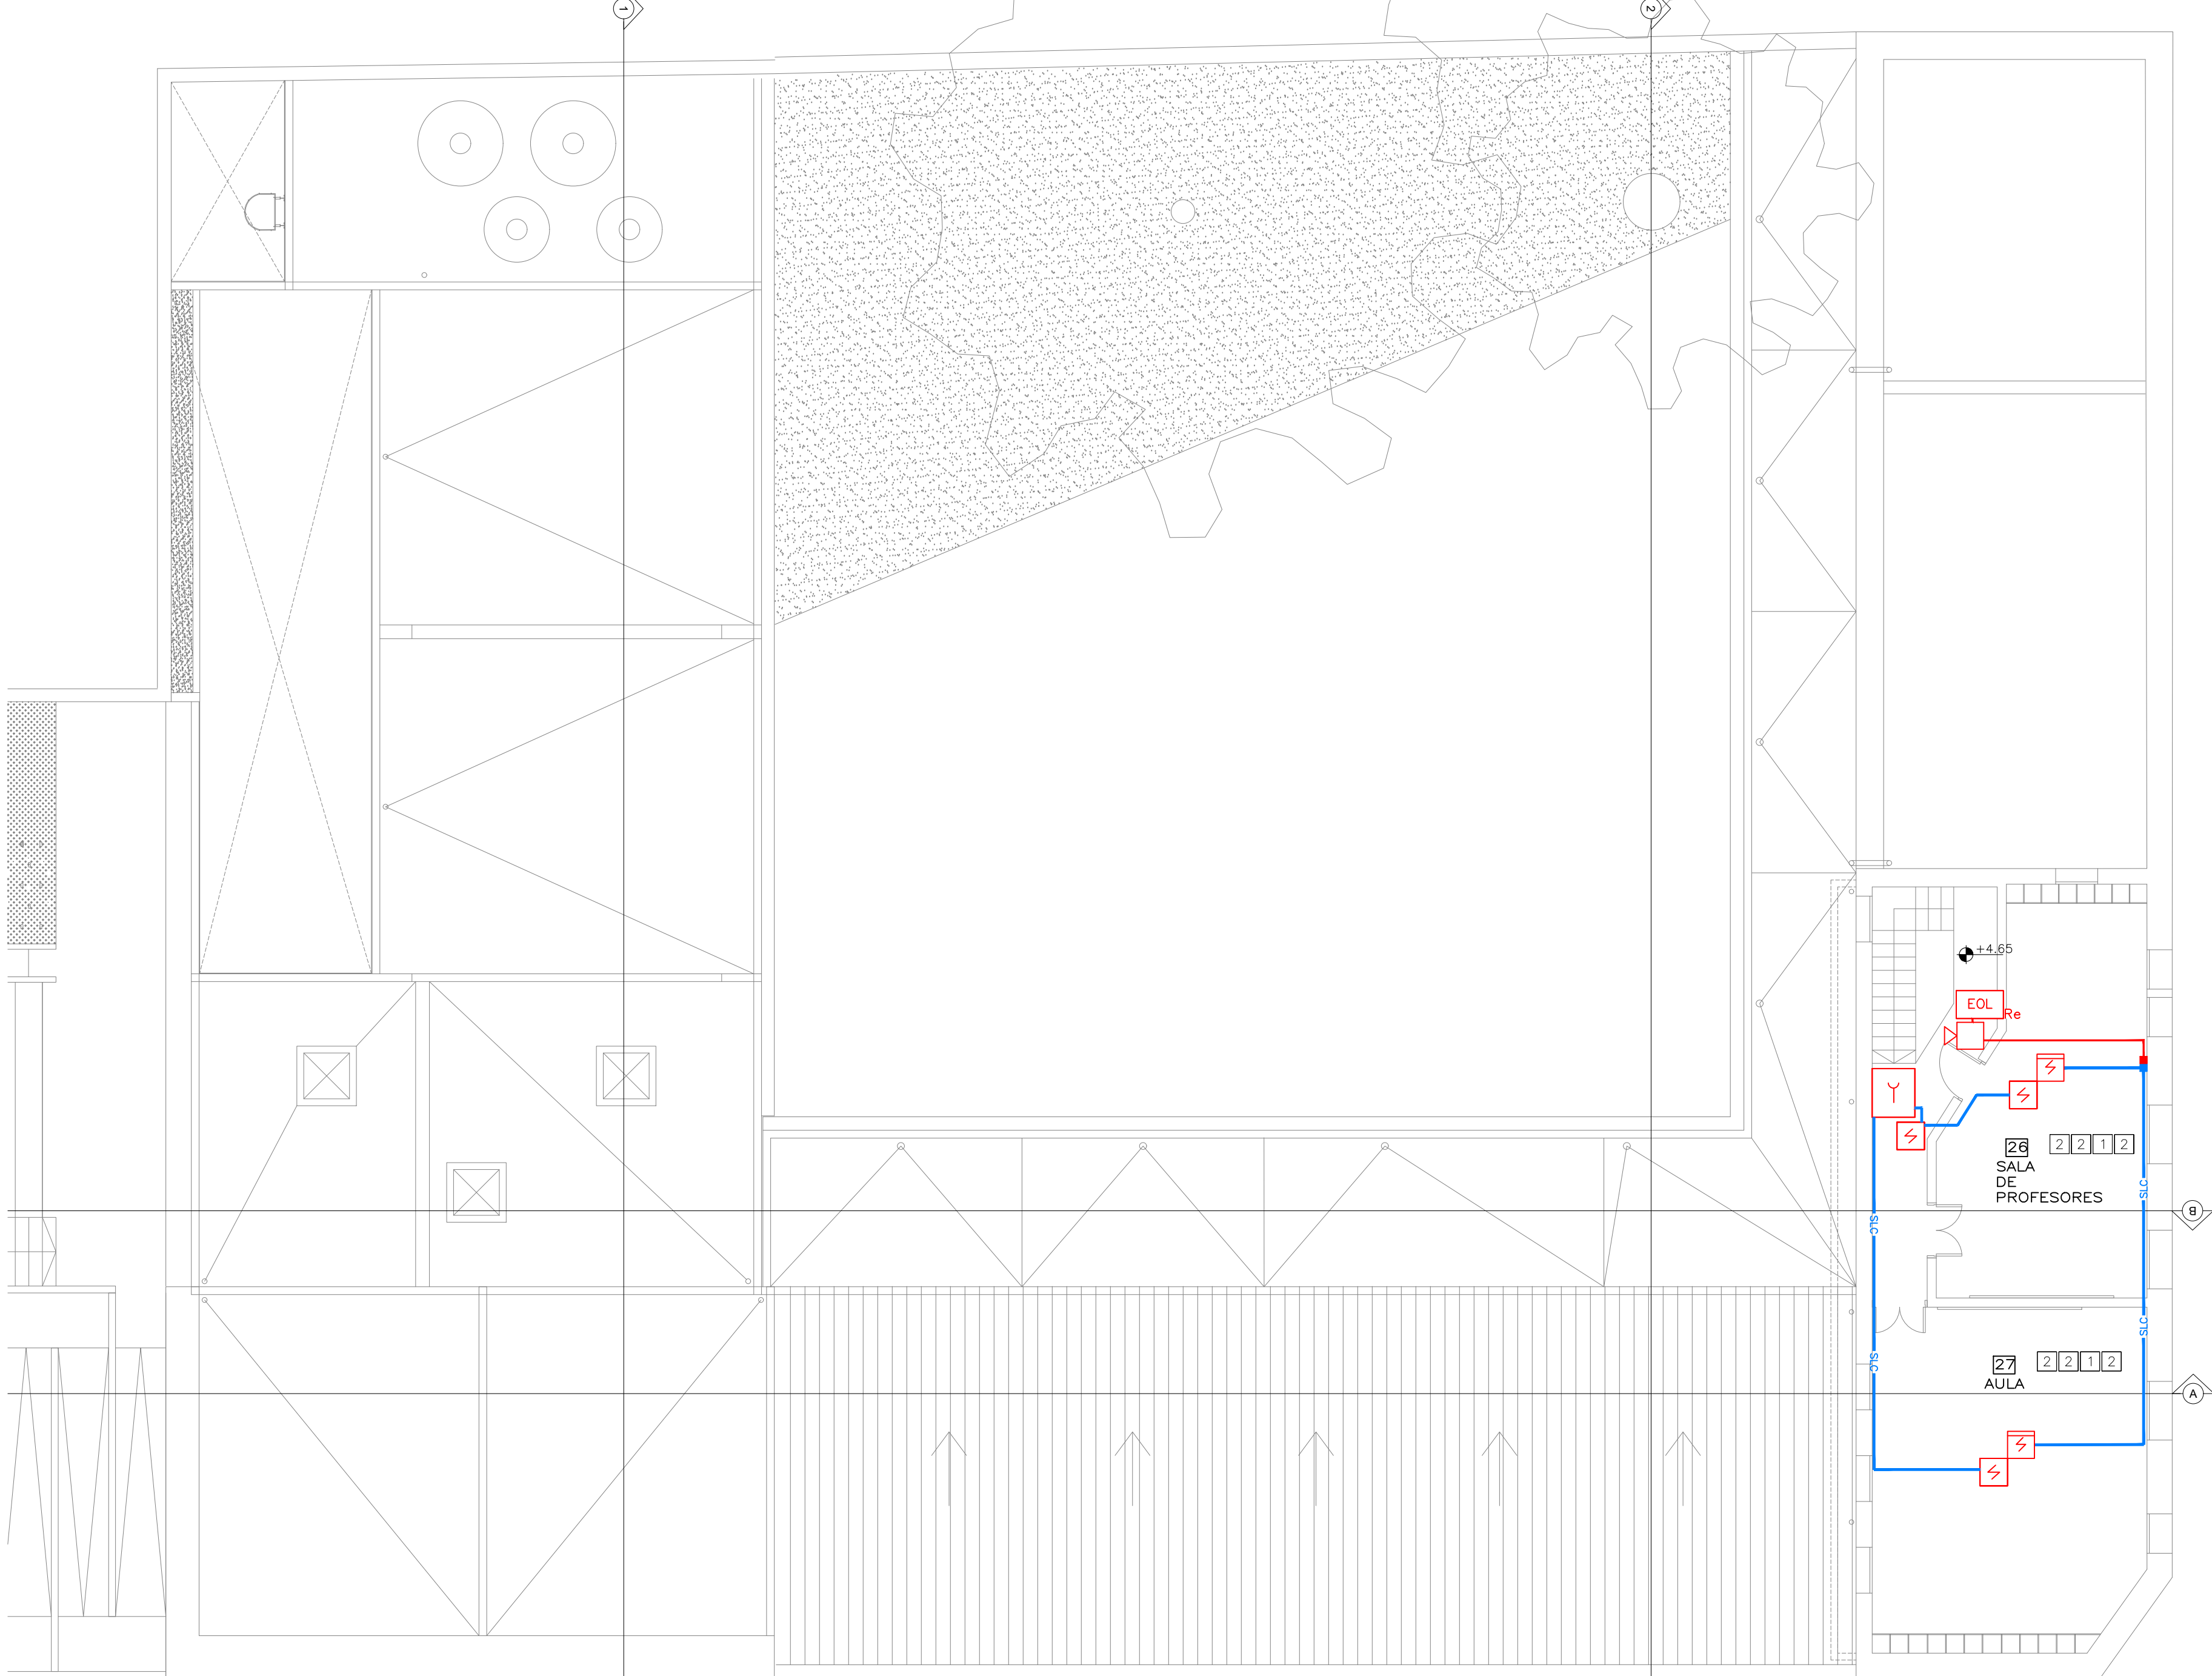 1
2
+4.65
EOL
Re
26
2 2 1 2
SALA
DE
PROFESORES
SLC
SLC
B
SLC
SLC
27
2 2 1 2
AULA
A